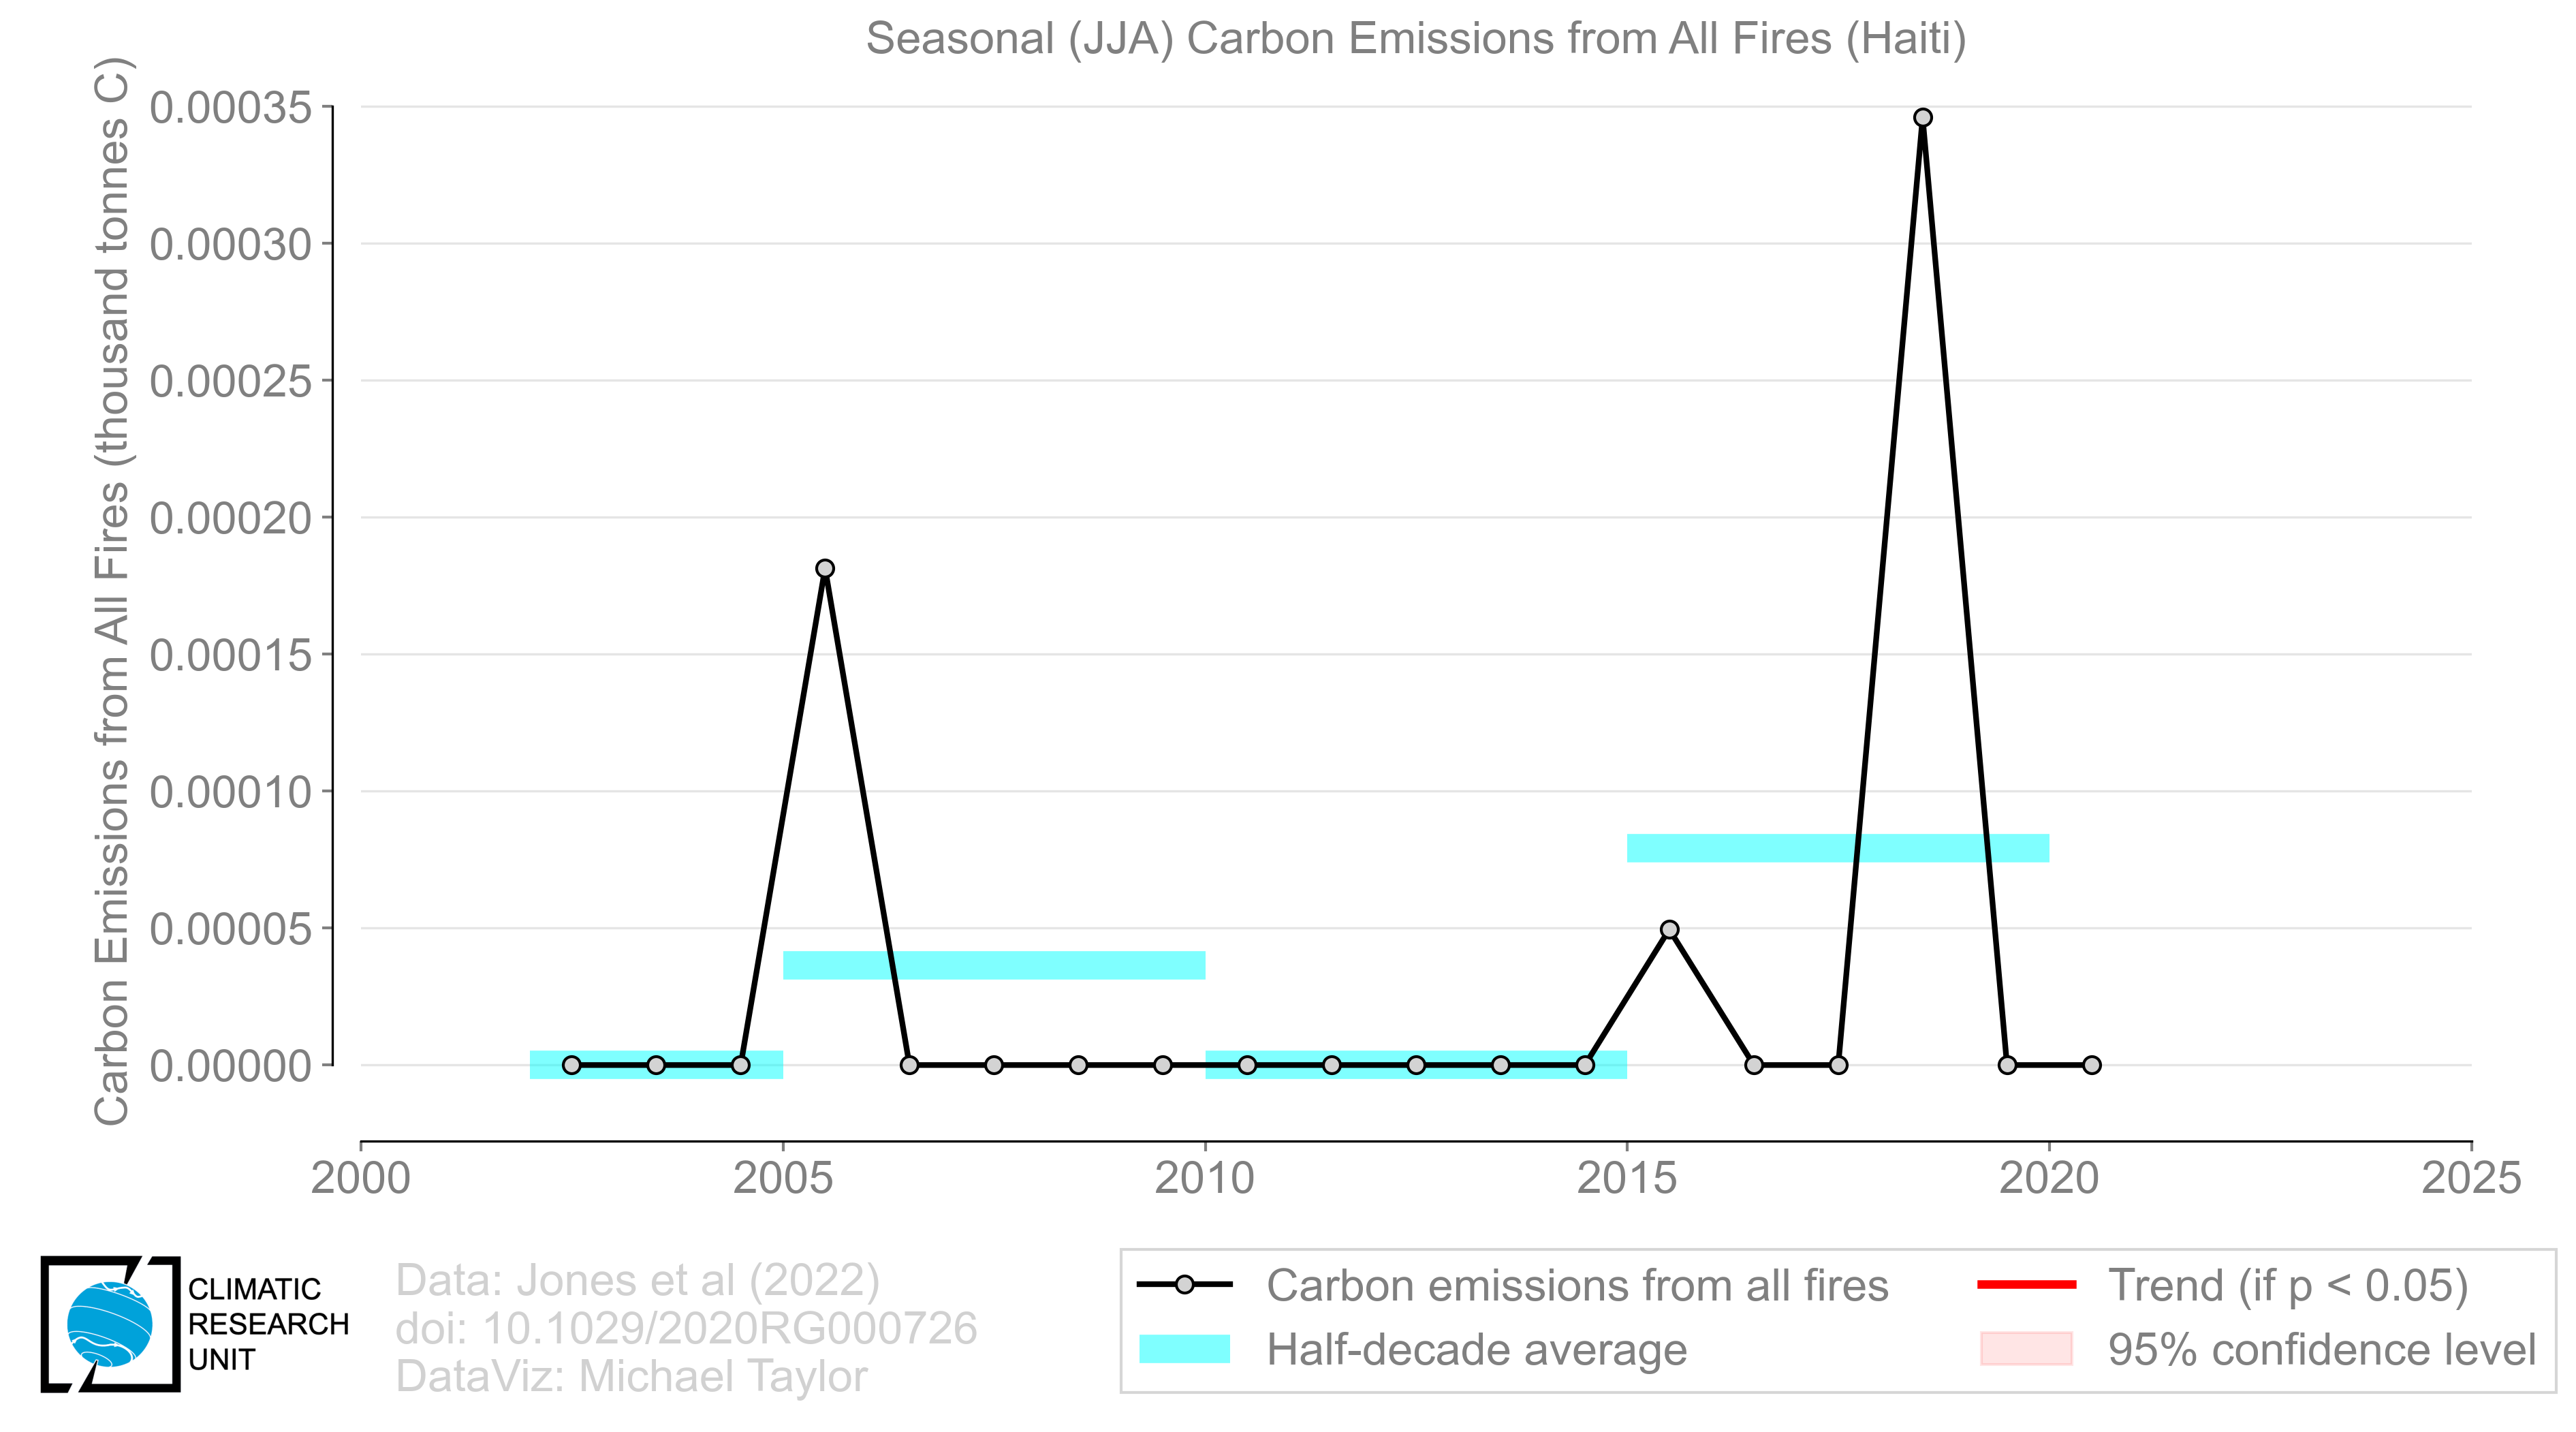 Seasonal (JJA) Carbon Emissions from All Fires (Haiti)
Carbon Emissions from All Fires (thousand tonnes C)
0.00035
0.00030
0.00025
0.00020
0.00015
0.00010
0.00005
0.00000
2000 2005 2010 2015 2020 2025
CLIMATIC
RESEARCH
UNIT
Data: Jones et al (2022)
doi: 10.1029/2020RG000726
DataViz: Michael Taylor
Carbon emissions from all fires
Half-decade average
Trend (if p < 0.05)
95% confidence level